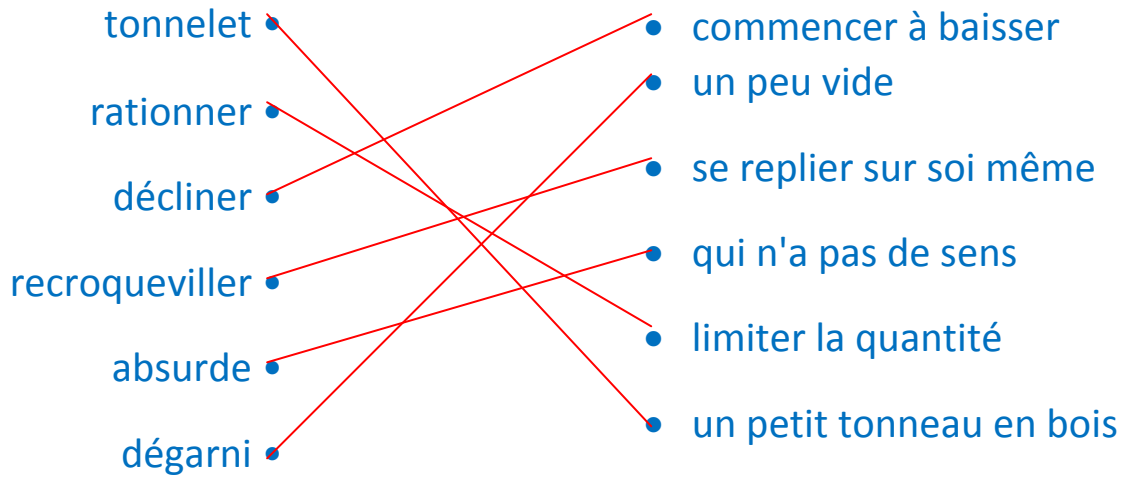 tonnelet
rationner
décliner
recroqueviller
absurde
dégarni
commencer à baisser
un peu vide
se replier sur soi même
qui n'a pas de sens
limiter la quantité
un petit tonneau en bois